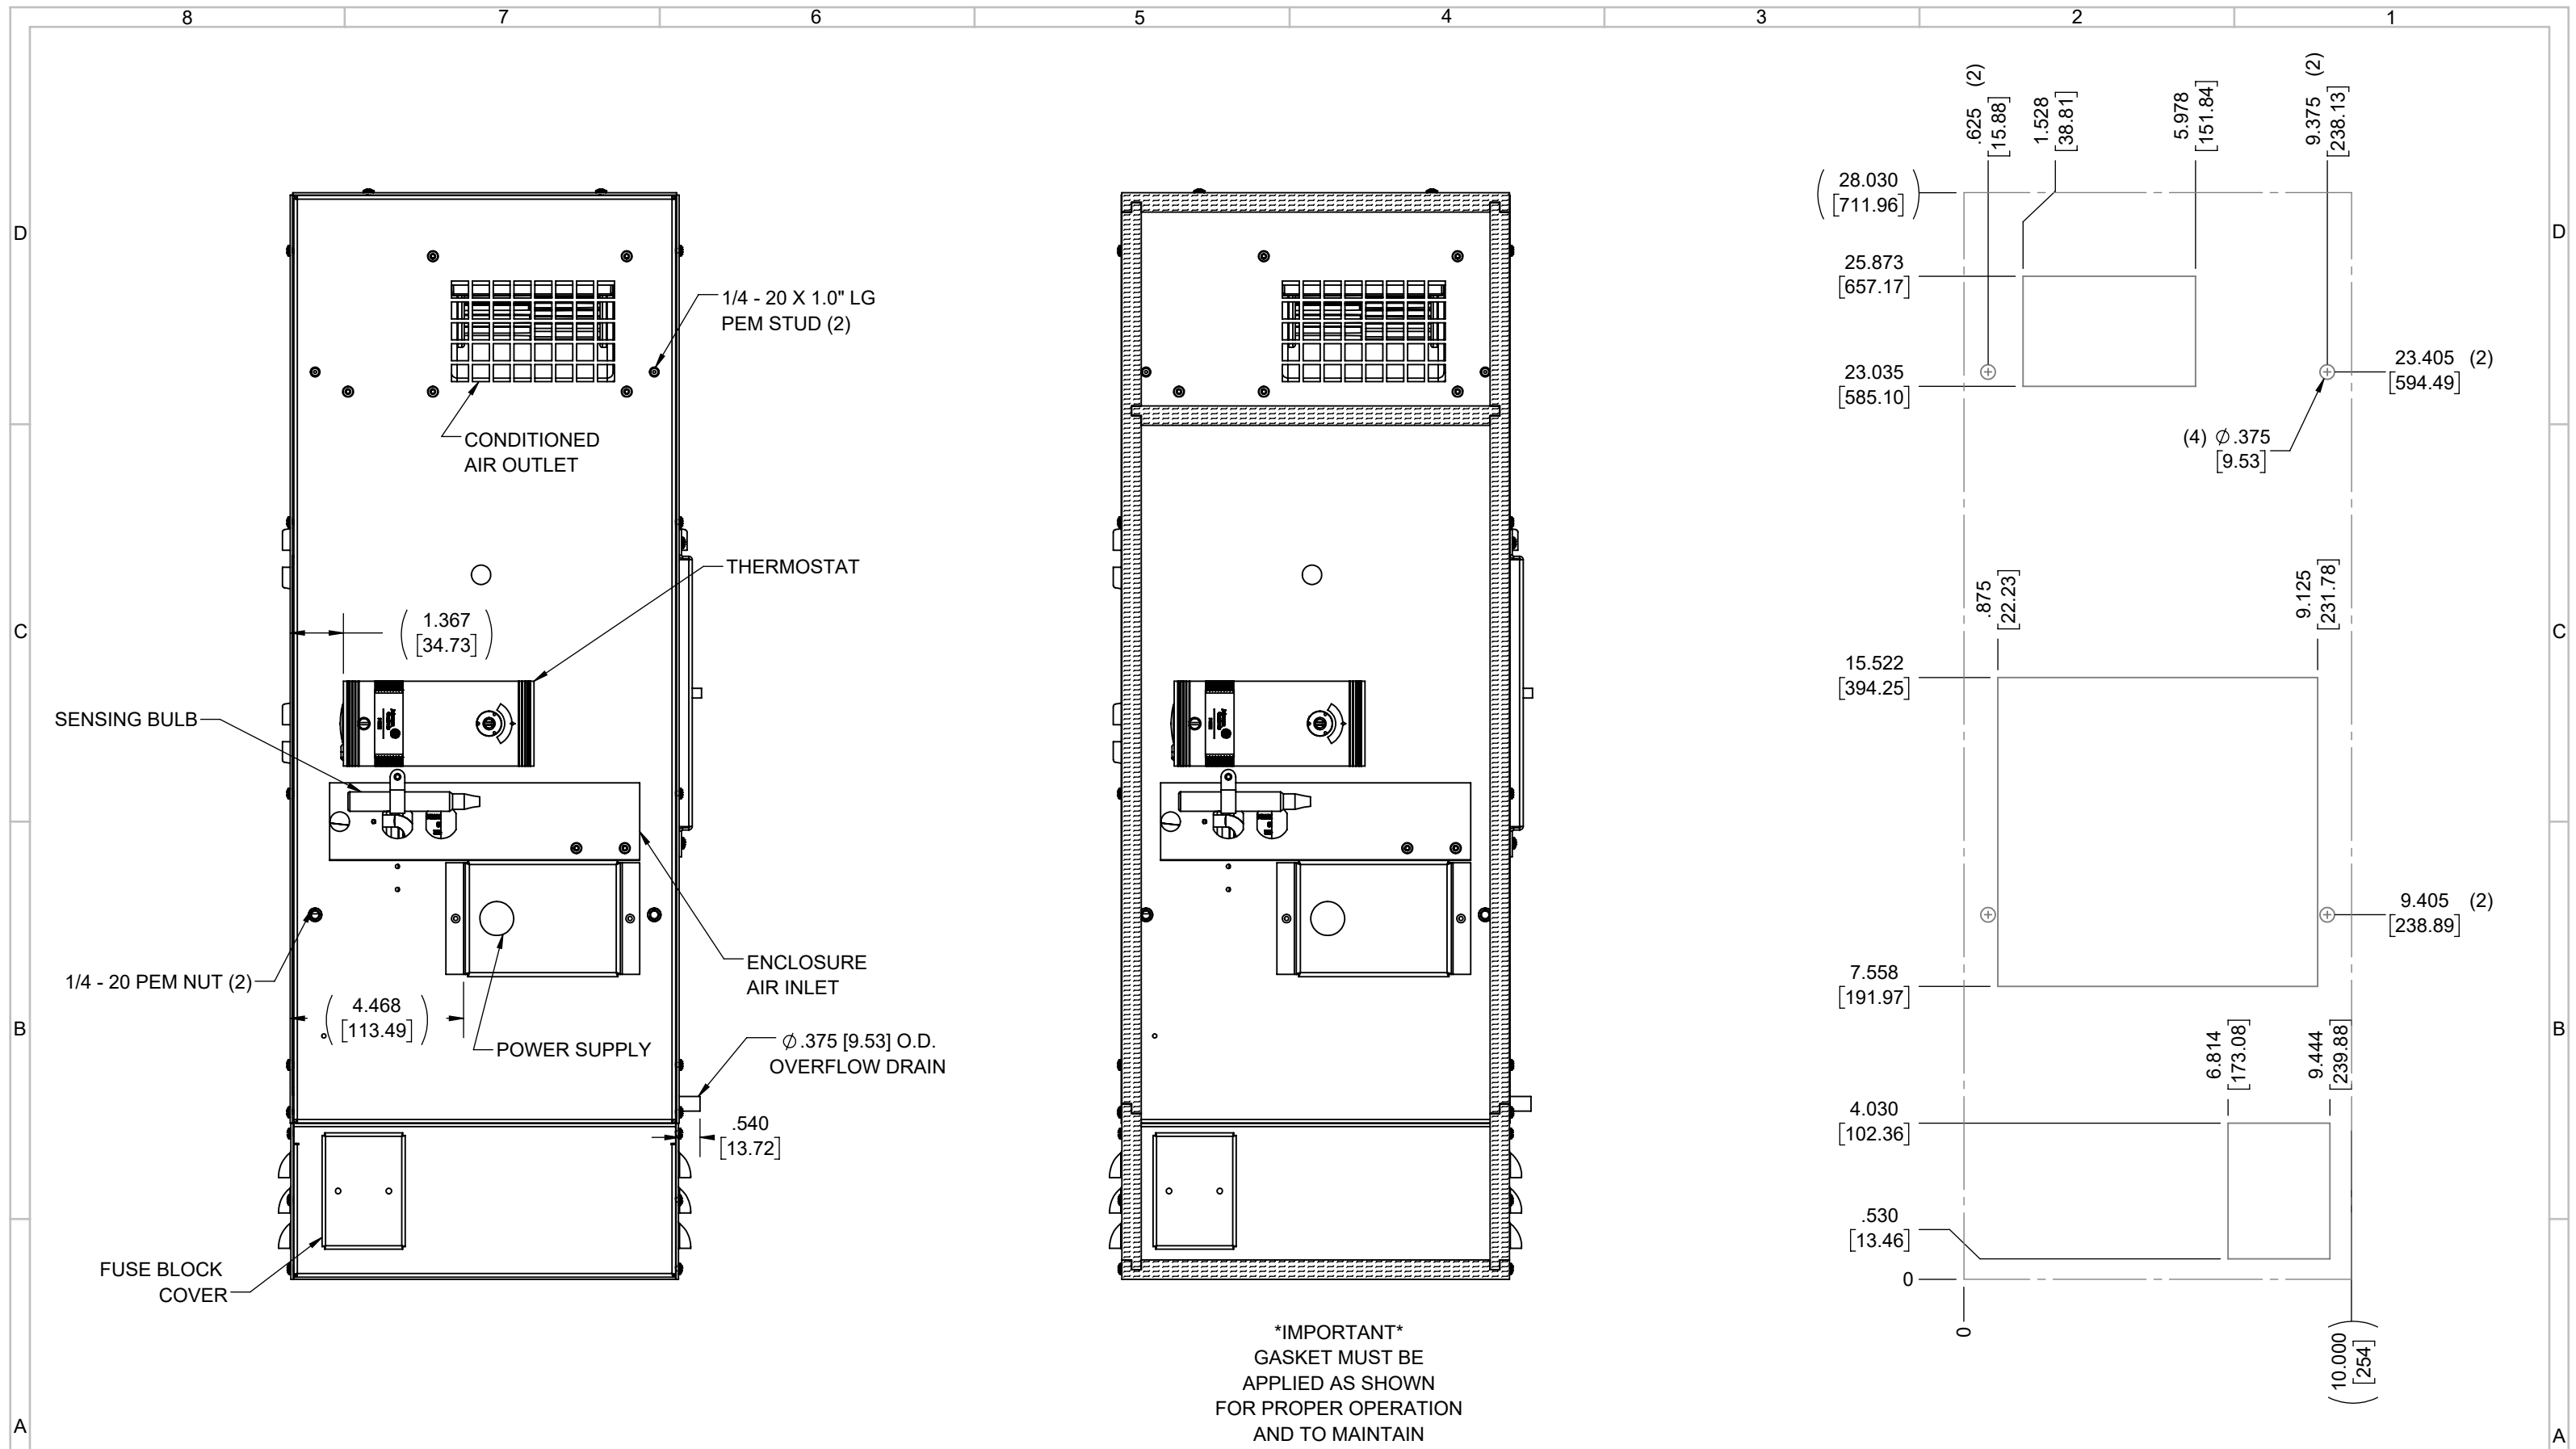 8 7 6 5 4 3 2 1
D
C
B
A
1/4 - 20 X 1.0" LG
PEM STUD (2)
CONDITIONED
AIR OUTLET
THERMOSTAT
1.367
[34.73]
SENSING BULB
1/4 - 20 PEM NUT (2)
4.468
[113.49]
POWER SUPPLY
ENCLOSURE
AIR INLET
⌀.375 [9.53] O.D.
OVERFLOW DRAIN
.540
[13.72]
FUSE BLOCK
COVER
*IMPORTANT*
GASKET MUST BE
APPLIED AS SHOWN
FOR PROPER OPERATION
AND TO MAINTAIN
.625 (2)
[15.88]
1.528
[38.81]
5.978
[151.84]
9.375 (2)
[238.13]
(28.030
[711.96])
25.873
[657.17]
23.035
[585.10]
23.405 (2)
[594.49]
(4) ⌀.375
[9.53]
.875
[22.23]
9.125
[231.78]
15.522
[394.25]
9.405 (2)
[238.89]
7.558
[191.97]
6.814
[173.08]
9.444
[239.88]
4.030
[102.36]
.530
[13.46]
0
0
(10.000
[254])
D
C
B
A